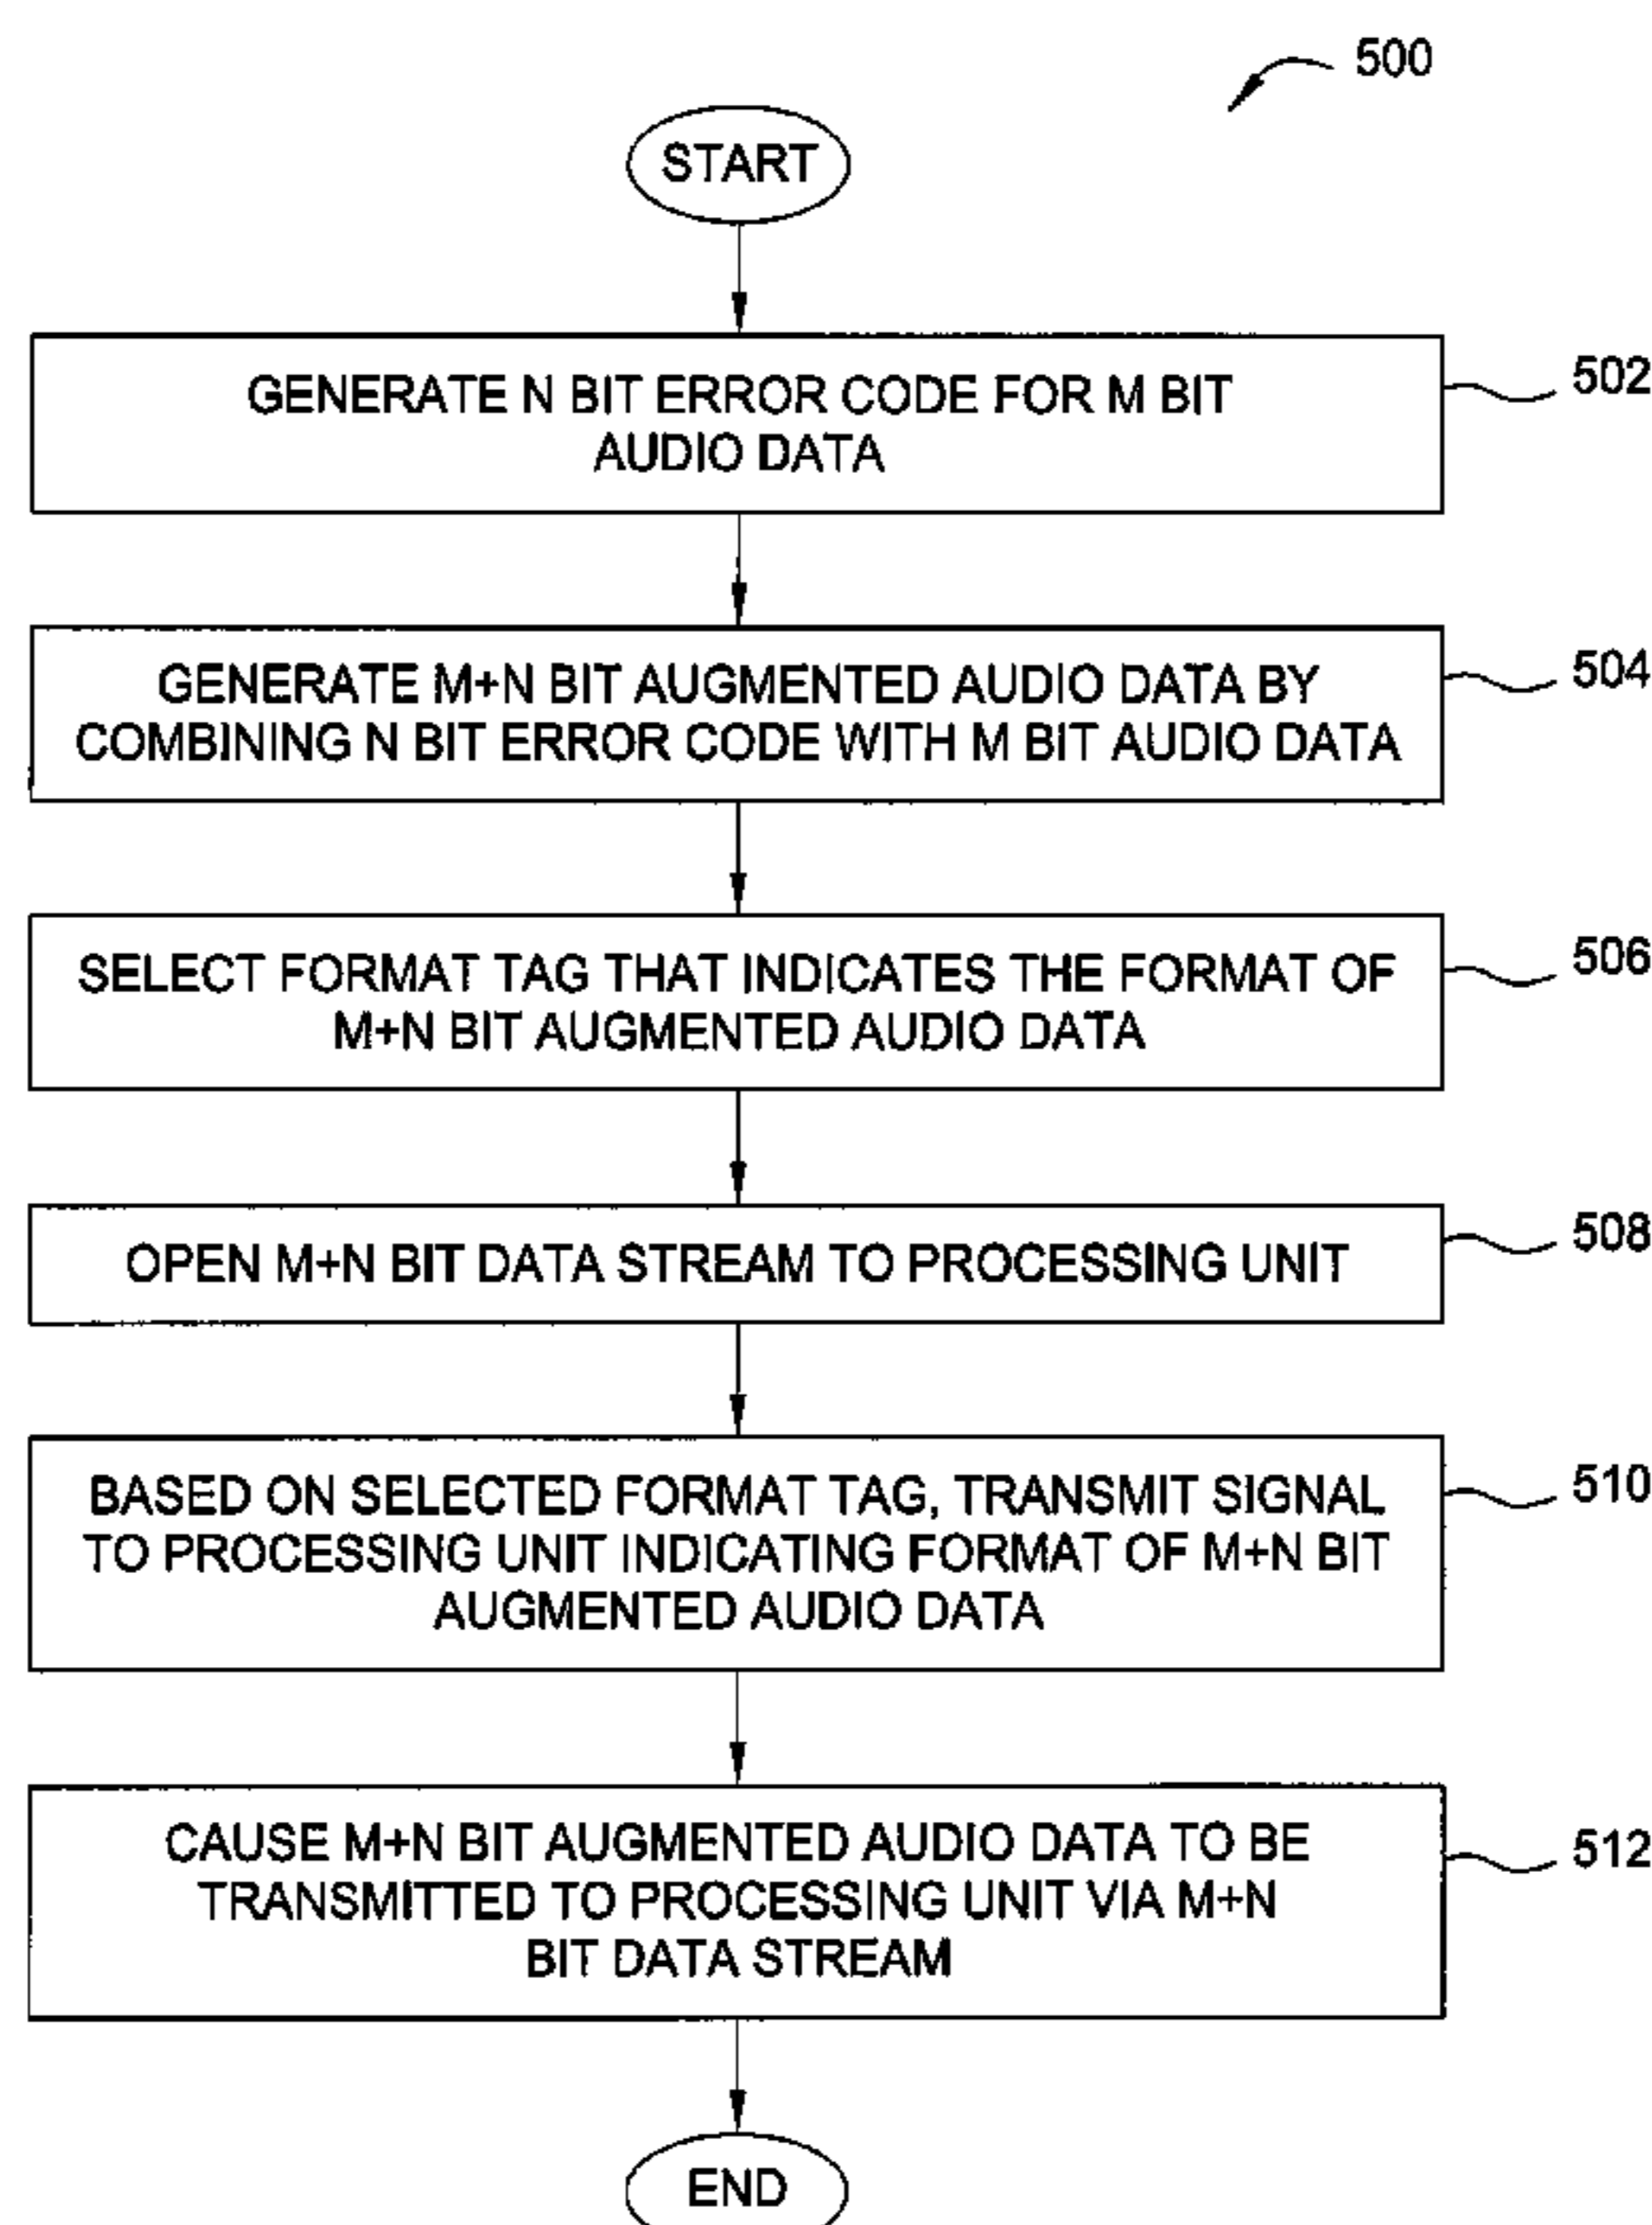 500
START
GENERATE N BIT ERROR CODE FOR M BIT
AUDIO DATA
502
GENERATE M+N BIT AUGMENTED AUDIO DATA BY
COMBINING N BIT ERROR CODE WITH M BIT AUDIO DATA
504
SELECT FORMAT TAG THAT INDICATES THE FORMAT OF
M+N BIT AUGMENTED AUDIO DATA
506
OPEN M+N BIT DATA STREAM TO PROCESSING UNIT
508
BASED ON SELECTED FORMAT TAG, TRANSMIT SIGNAL
TO PROCESSING UNIT INDICATING FORMAT OF M+N BIT
AUGMENTED AUDIO DATA
510
CAUSE M+N BIT AUGMENTED AUDIO DATA TO BE
TRANSMITTED TO PROCESSING UNIT VIA M+N
BIT DATA STREAM
512
END